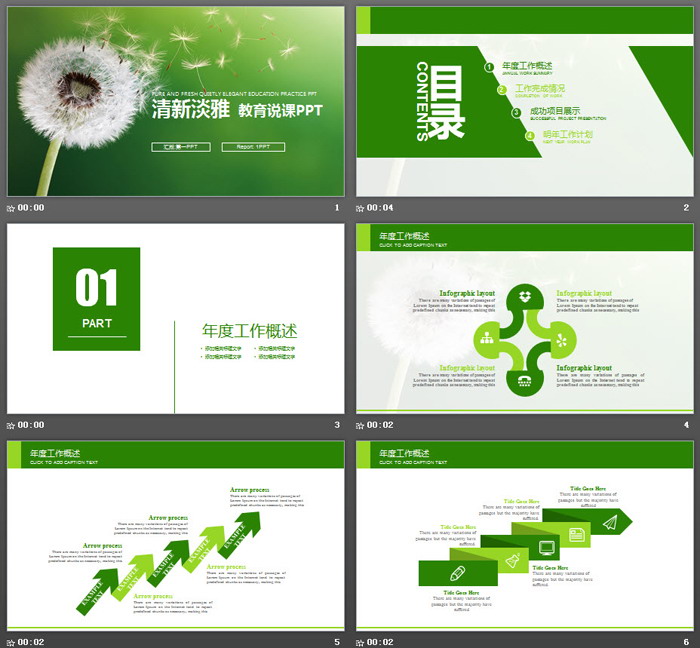 PURE AND FRESH QUIETLY ELEGANT EDUCATION PRACTICE PPT
清新淡雅 教育说课PPT
汇报:第一PPT
Report: 1PPT
00:00
1
目录
CONTENTS
1 年度工作概述
ANNUAL WORK SUMMARY
2 工作完成情况
COMPLETION OF WORK
3 成功项目展示
SUCCESSFUL PROJECT PRESENTATION
4 明年工作计划
NEXT YEAR WORK PLAN
00:04
2
01
PART
年度工作概述
添加相关标题文字
添加相关标题文字
添加相关标题文字
添加相关标题文字
00:00
3
年度工作概述
CLICK TO ADD CAPTION TEXT
Infographic layout
There are many variations of passages of
Lorem Ipsum on the Internet tend to repeat
predefined chunks as necessary, making this
Infographic layout
There are many variations of passages of
Lorem Ipsum on the Internet tend to repeat
predefined chunks as necessary, making this
Infographic layout
There are many variations of passages of
Lorem Ipsum on the Internet tend to repeat
predefined chunks as necessary, making this
Infographic layout
There are many variations of passages of
Lorem Ipsum on the Internet tend to repeat
predefined chunks as necessary, making this
00:02
4
年度工作概述
CLICK TO ADD CAPTION TEXT
Arrow process
There are many variations of passages of
Lorem Ipsum on the Internet tend to repeat
predefined chunks as necessary, making this
Arrow process
There are many variations of passages of
Lorem Ipsum on the Internet tend to repeat
predefined chunks as necessary, making this
Arrow process
There are many variations of passages of
Lorem Ipsum on the Internet tend to repeat
predefined chunks as necessary, making this
EXAMPLE TEXT
EXAMPLE TEXT
EXAMPLE TEXT
EXAMPLE TEXT
EXAMPLE TEXT
Arrow process
There are many variations of passages of
Lorem Ipsum on the Internet tend to repeat
predefined chunks as necessary, making this
Arrow process
There are many variations of passages of
Lorem Ipsum on the Internet tend to repeat
predefined chunks as necessary, making this
00:02
5
年度工作概述
CLICK TO ADD CAPTION TEXT
Title Goes Here
There are many variations of
passages but the majority have
suffered
Title Goes Here
There are many variations of
passages but the majority have
suffered
Title Goes Here
There are many variations of
passages but the majority have
suffered
Title Goes Here
There are many variations of
passages but the majority have
suffered
Title Goes Here
There are many variations of
passages but the majority have
suffered
00:02
6